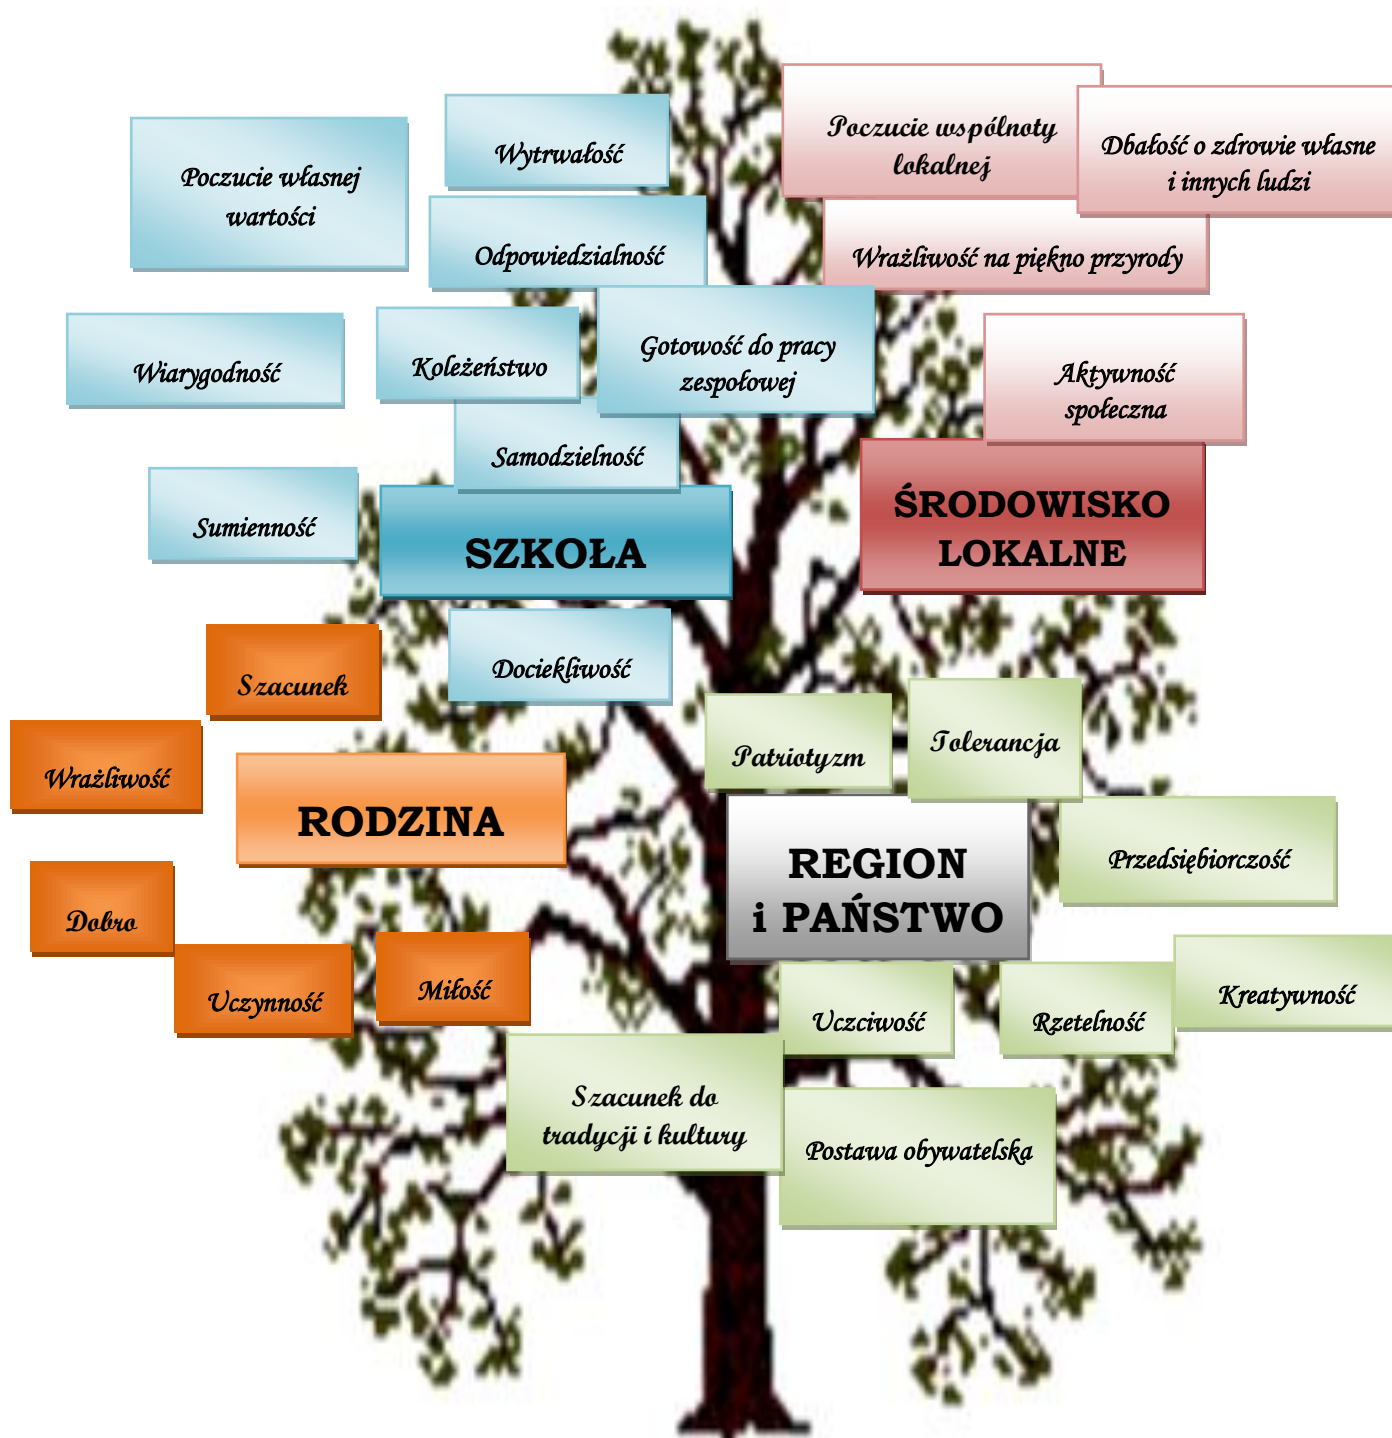 Poczucie własnej
wartości
Wytrwałość
Odpowiedzialność
Poczucie wspólnoty
lokalnej
Dbałość o zdrowie własne
i innych ludzi
Wrażliwość na piękno przyrody
Wiarygodność
Koleżeństwo
Gotowość do pracy
zespołowej
Aktywność
społeczna
Samodzielność
Sumienność
SZKOŁA
ŚRODOWISKO
LOKALNE
Dociekliwość
Szacunek
Wrażliwość
RODZINA
Dobro
Uczynność
Miłość
Patriotyzm
Tolerancja
REGION
i PAŃSTWO
Przedsiębiorczość
Uczciwość
Rzetelność
Kreatywność
Szacunek do
tradycji i kultury
Postawa obywatelska